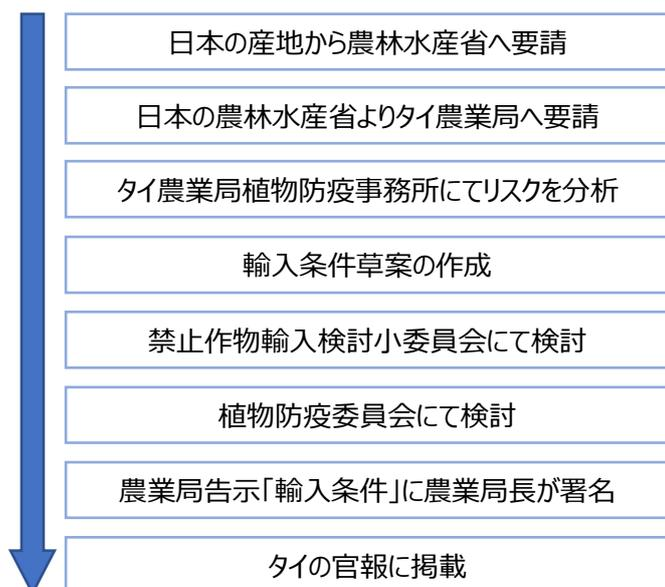 日本の産地から農林水産省へ要請
日本の農林水産省よりタイ農業局へ要請
タイ農業局植物防疫事務所にてリスクを分析
輸入条件草案の作成
禁止作物輸入検討小委員会にて検討
植物防疫委員会にて検討
農業局告示「輸入条件」に農業局長が署名
タイの官報に掲載